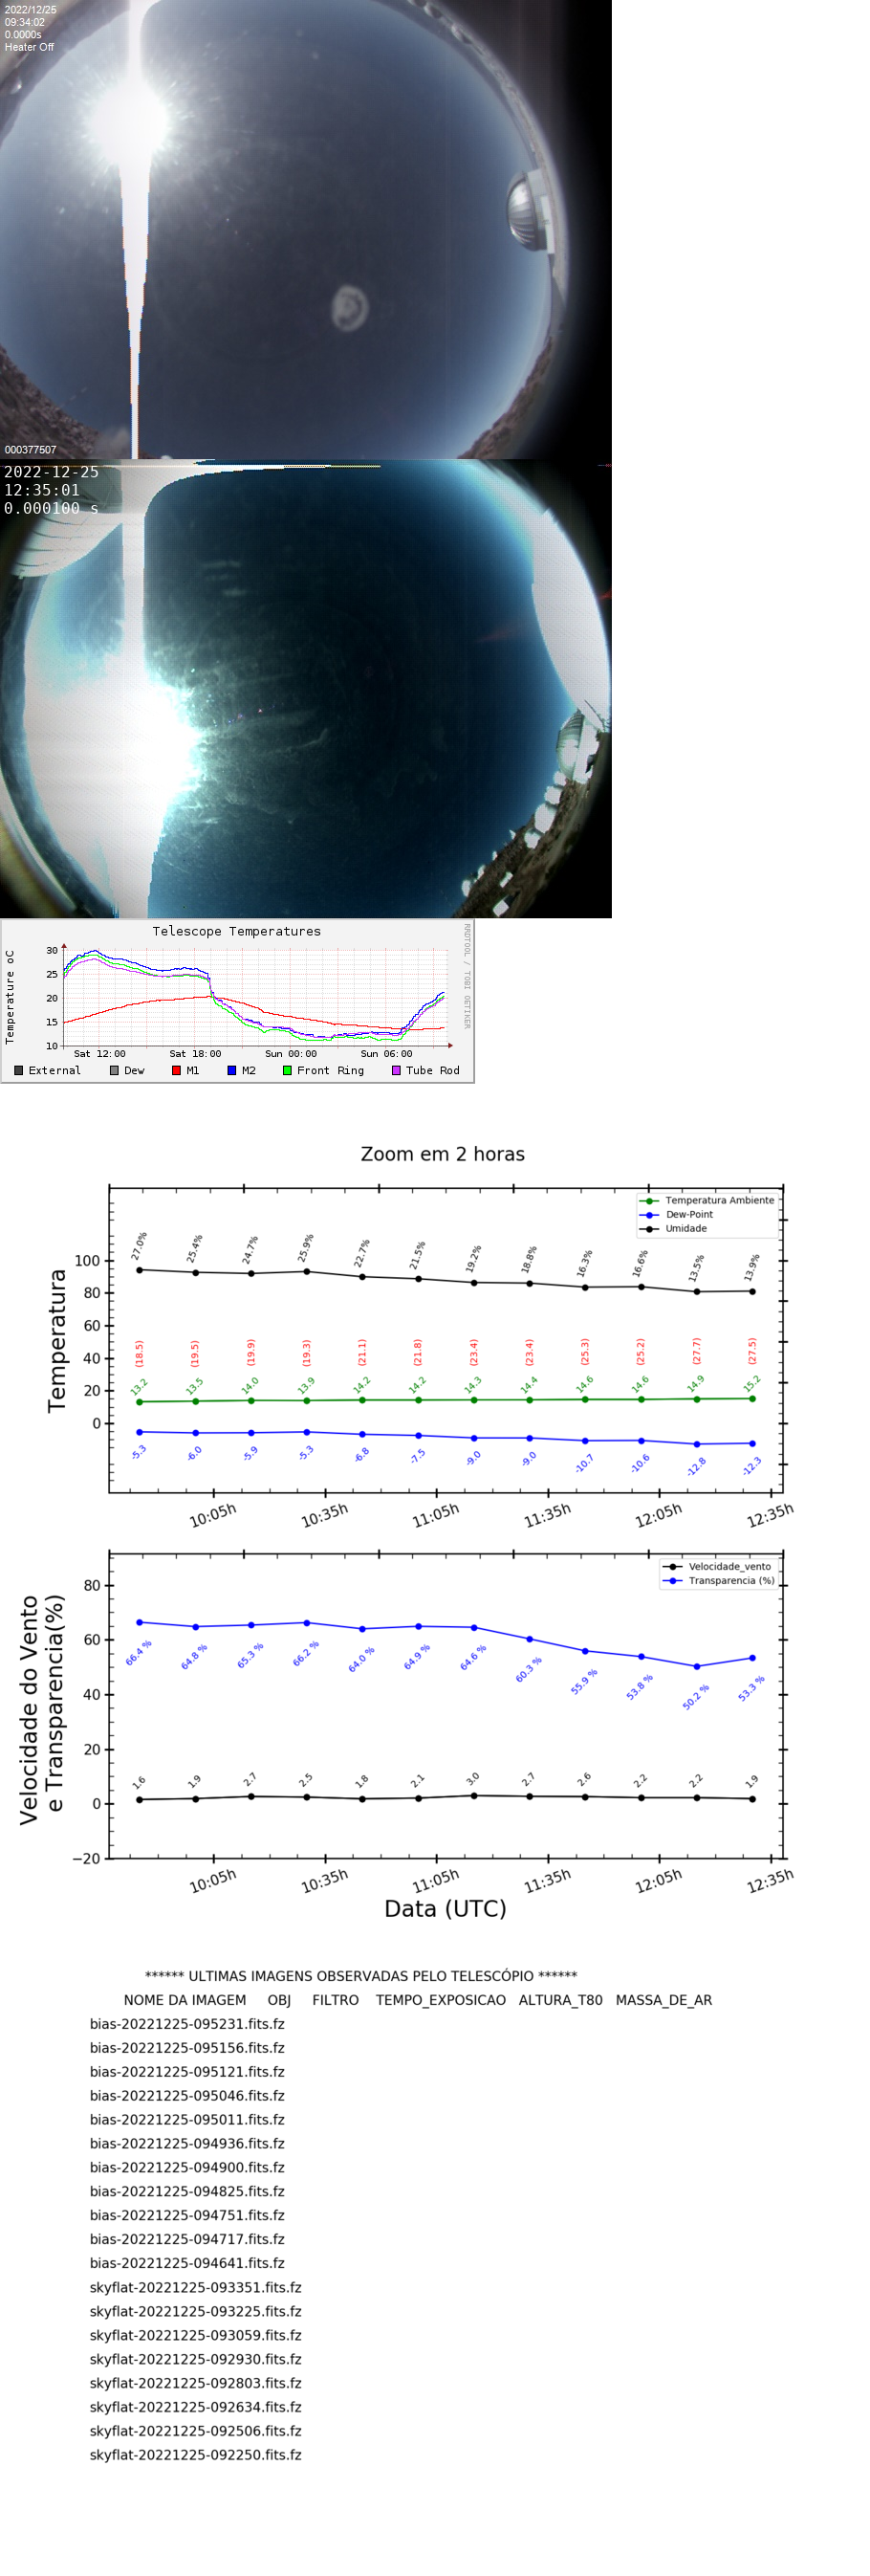 2022/12/25
09:34:02
0.0000s
Heater Off
000377507
2022-12-25
12:35:01
0.000100 s
Telescope Temperatures
RRDTOOL / TOBI OETIKER
Temperature oC
30
25
20
15
10
Sat 12:00 Sat 18:00 Sun 00:00 Sun 06:00
External Dew M1 M2 Front Ring Tube Rod
Zoom em 2 horas
Temperatura Ambiente
Dew-Point
Umidade
Temperatura
100
80
60
40
20
0
27.0% 25.4% 24.7% 25.9% 22.7% 21.5% 19.2% 18.8% 16.3% 16.6% 13.5% 13.9%
(18.5) (19.5) (19.9) (19.3) (21.1) (21.8) (23.4) (23.4) (25.3) (25.2) (27.7) (27.5)
13.2 13.5 14.0 13.9 14.2 14.2 14.3 14.4 14.6 14.6 14.9 15.2
-5.3 -6.0 -5.9 -5.3 -6.8 -7.5 -9.0 -9.0 -10.7 -10.6 -12.8 -12.3
10:05h 10:35h 11:05h 11:35h 12:05h 12:35h
Velocidade_vento
Transparencia (%)
Velocidade do Vento
e Transparencia(%)
80
60
40
20
0
−20
66.4 % 64.8 % 65.3 % 66.2 % 64.0 % 64.9 % 64.6 % 60.3 % 55.9 % 53.8 % 50.2 % 53.3 %
1.6 1.9 2.7 2.5 1.8 2.1 3.0 2.7 2.6 2.2 2.2 1.9
10:05h 10:35h 11:05h 11:35h 12:05h 12:35h
Data (UTC)
****** ULTIMAS IMAGENS OBSERVADAS PELO TELESCÓPIO ******
NOME DA IMAGEM OBJ FILTRO TEMPO_EXPOSICAO ALTURA_T80 MASSA_DE_AR
bias-20221225-095231.fits.fz
bias-20221225-095156.fits.fz
bias-20221225-095121.fits.fz
bias-20221225-095046.fits.fz
bias-20221225-095011.fits.fz
bias-20221225-094936.fits.fz
bias-20221225-094900.fits.fz
bias-20221225-094825.fits.fz
bias-20221225-094751.fits.fz
bias-20221225-094717.fits.fz
bias-20221225-094641.fits.fz
skyflat-20221225-093351.fits.fz
skyflat-20221225-093225.fits.fz
skyflat-20221225-093059.fits.fz
skyflat-20221225-092930.fits.fz
skyflat-20221225-092803.fits.fz
skyflat-20221225-092634.fits.fz
skyflat-20221225-092506.fits.fz
skyflat-20221225-092250.fits.fz